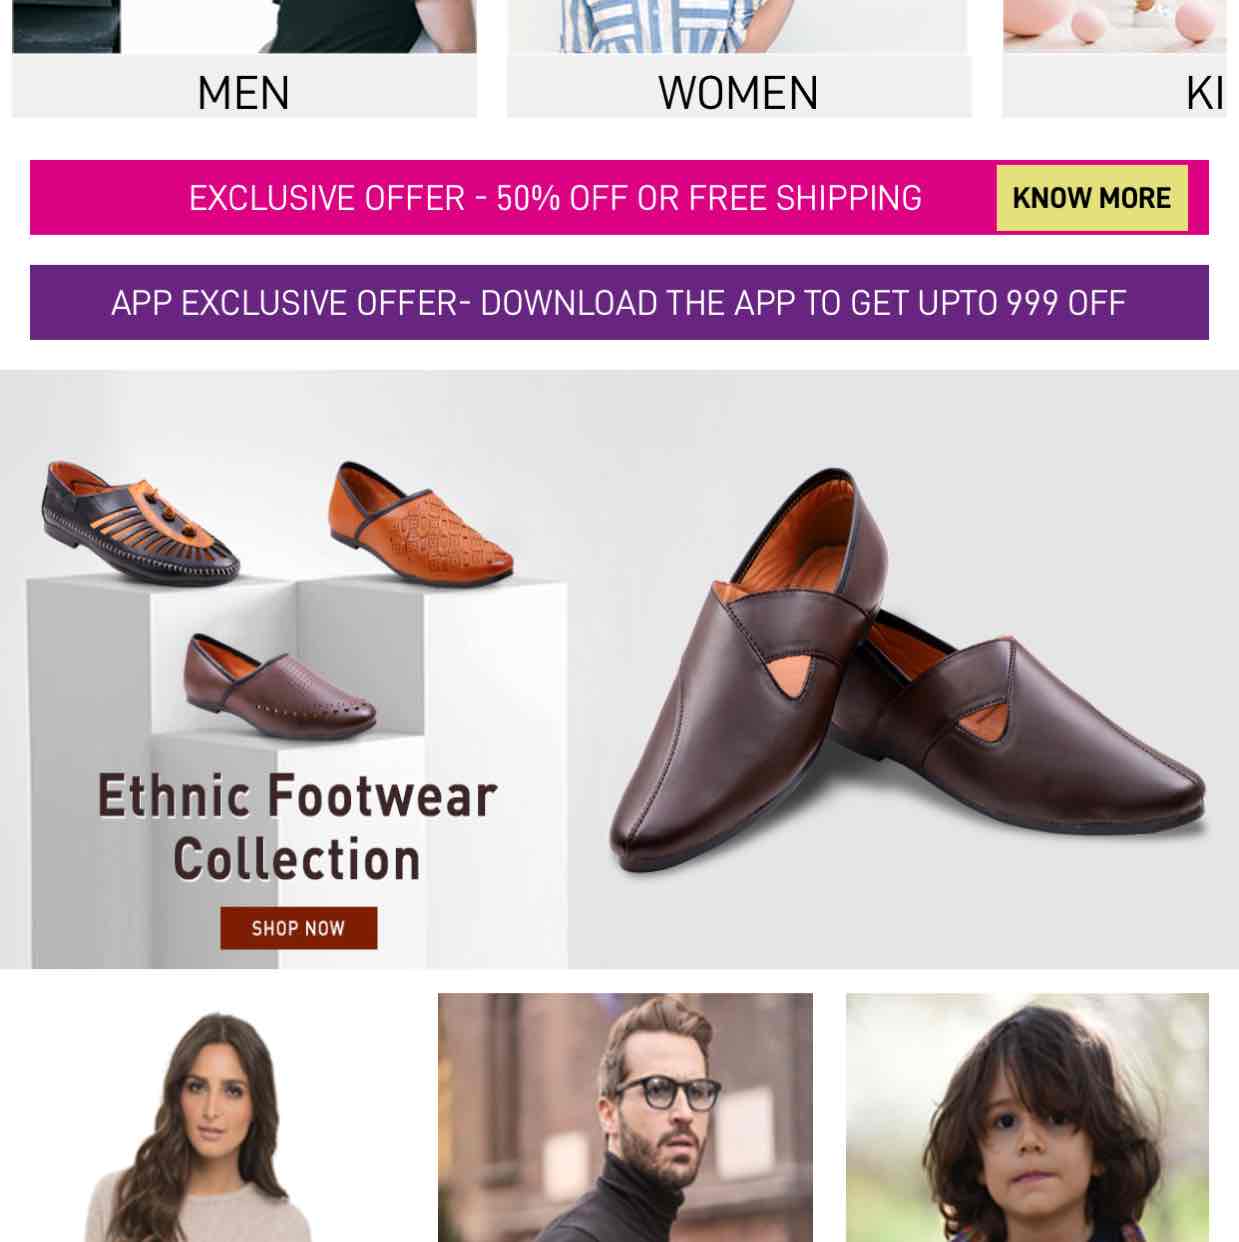 MEN
WOMEN
KI
EXCLUSIVE OFFER - 50% OFF OR FREE SHIPPING
KNOW MORE
APP EXCLUSIVE OFFER- DOWNLOAD THE APP TO GET UPTO 999 OFF
Ethnic Footwear
Collection
SHOP NOW